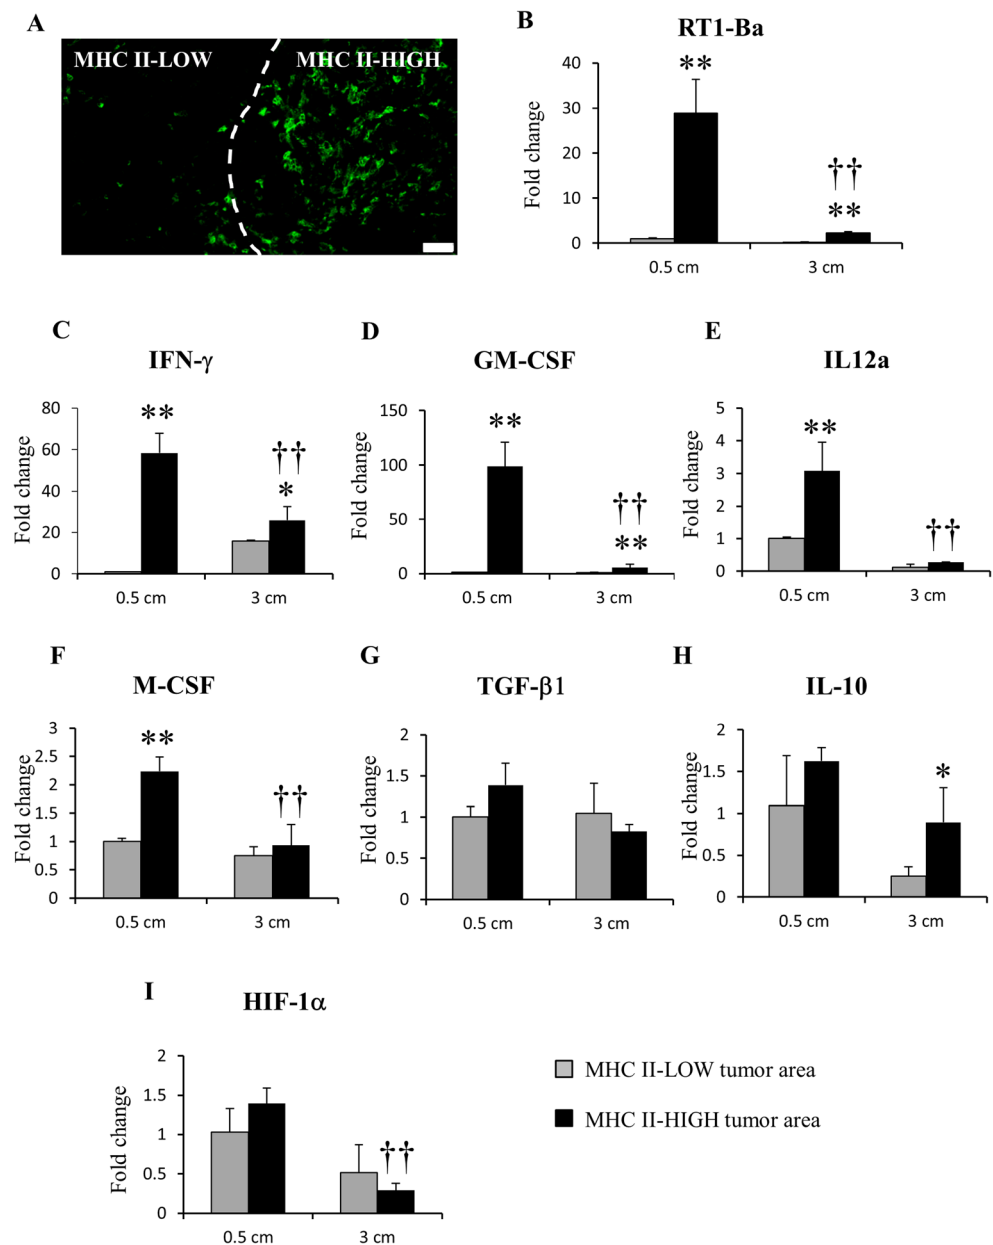 A
MHC II-LOW
MHC II-HIGH
B
RT1-Ba
Fold change
40
30
20
10
0
**
††
**
0.5 cm
3 cm
C
IFN-γ
Fold change
80
60
40
20
0
**
††
*
0.5 cm
3 cm
D
GM-CSF
Fold change
150
100
50
0
**
††
**
0.5 cm
3 cm
E
IL12a
Fold change
5
4
3
2
1
0
**
††
0.5 cm
3 cm
F
M-CSF
Fold change
3
2.5
2
1.5
1
0.5
0
**
††
0.5 cm
3 cm
G
TGF-β1
Fold change
2
1.5
1
0.5
0
0.5 cm
3 cm
H
IL-10
Fold change
2
1.5
1
0.5
0
*
0.5 cm
3 cm
I
HIF-1α
Fold change
2
1.5
1
0.5
0
††
0.5 cm
3 cm
MHC II-LOW tumor area
MHC II-HIGH tumor area